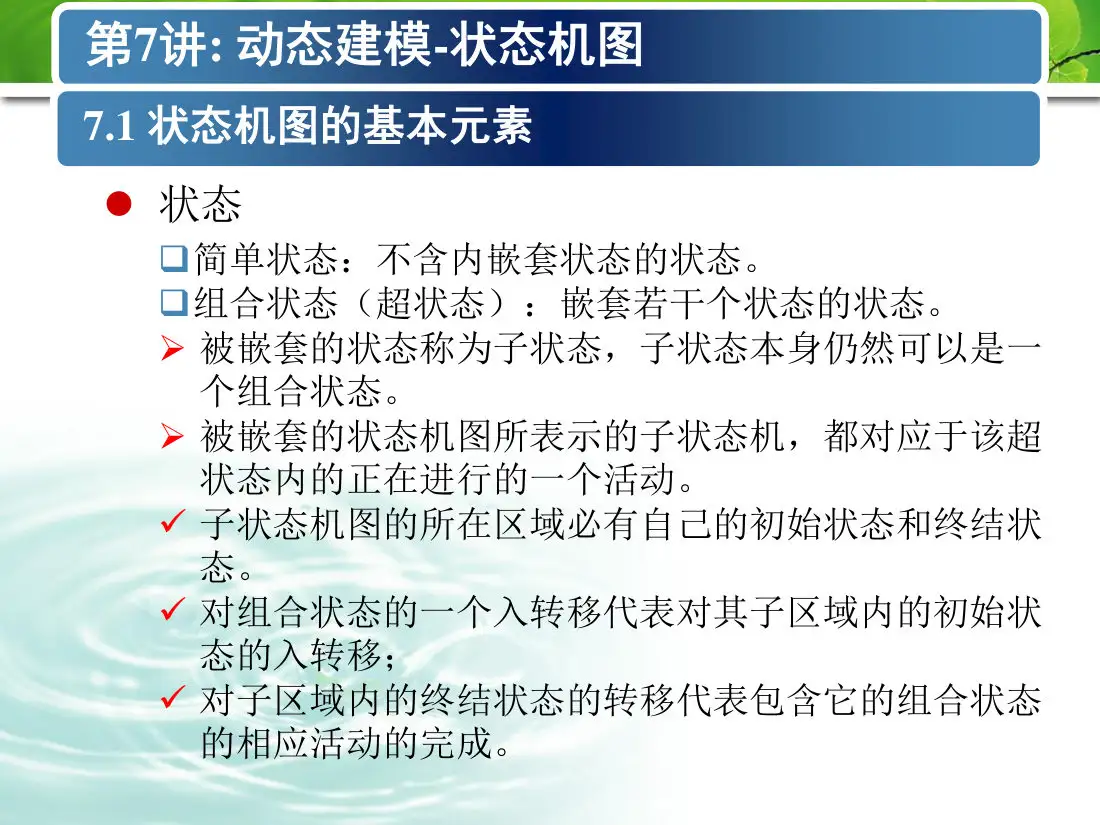 第7讲: 动态建模-状态机图
7.1 状态机图的基本元素
状态
简单状态：不含内嵌套状态的状态。
组合状态（超状态）：嵌套若干个状态的状态。
被嵌套的状态称为子状态，子状态本身仍然可以是一
个组合状态。
被嵌套的状态机图所表示的子状态机，都对应于该超
状态内的正在进行的一个活动。
子状态机图的所在区域必有自己的初始状态和终结状
态。
对组合状态的一个入转移代表对其子区域内的初始状
态的入转移；
对子区域内的终结状态的转移代表包含它的组合状态
的相应活动的完成。